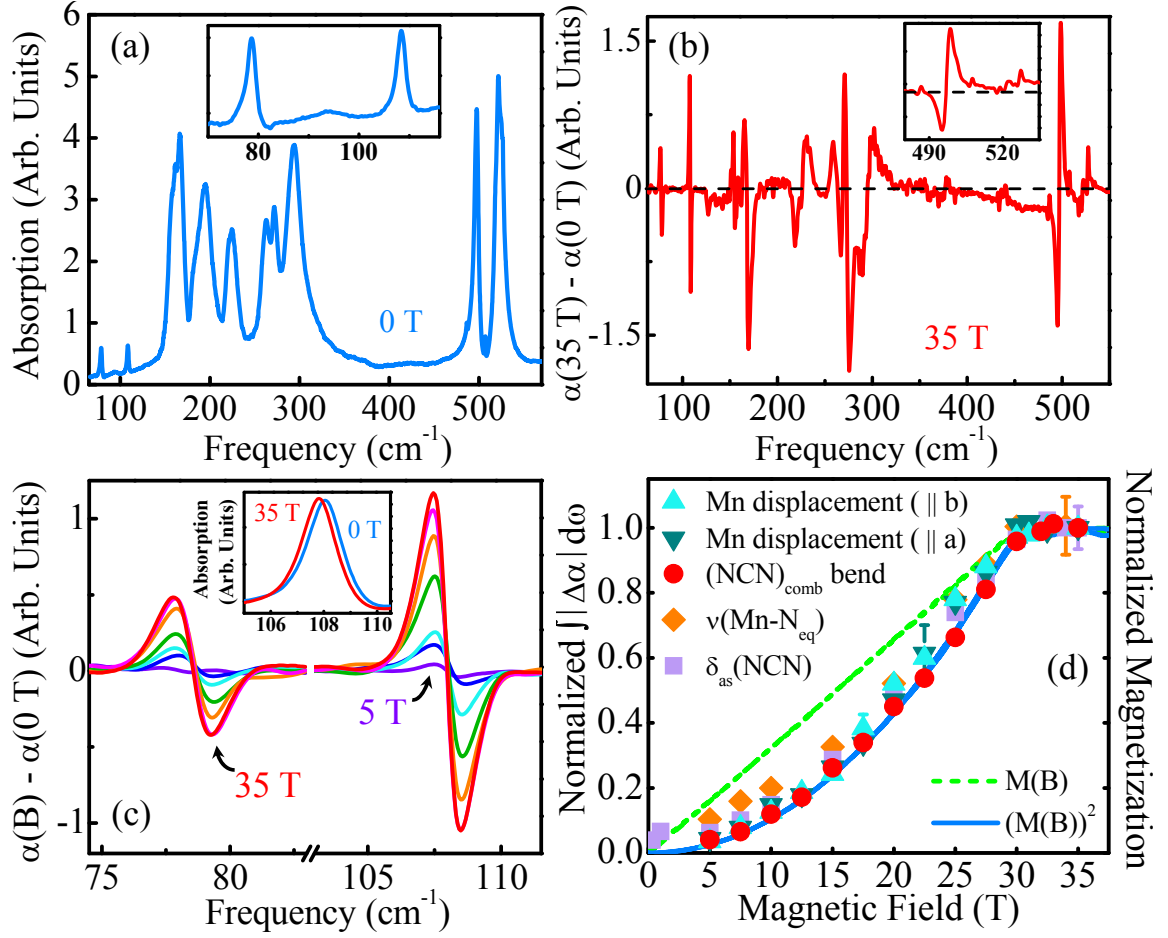 (a)
Absorption (Arb. Units)
6
5
4
3
2
1
0
80
100
0 T
100
200
300
400
500
Frequency (cm⁻¹)
(b)
α(35 T) - α(0 T) (Arb. Units)
1.5
0
-1.5
490
520
35 T
100
200
300
400
500
Frequency (cm⁻¹)
α(B) - α(0 T) (Arb. Units)
1
0
-1
Absorption
(Arb. Units)
35 T
0 T
106
108
110
5 T
35 T
(c)
75
80
105
110
Frequency (cm⁻¹)
Normalized ∫| Δα | dω
1.0
0.8
0.6
0.4
0.2
0.0
Mn displacement ( || b)
Mn displacement ( || a)
(NCN)comb bend
ν(Mn-Neq)
δas(NCN)
(d)
M(B)
(M(B))²
0
5
10
15
20
25
30
35
Magnetic Field (T)
Normalized Magnetization